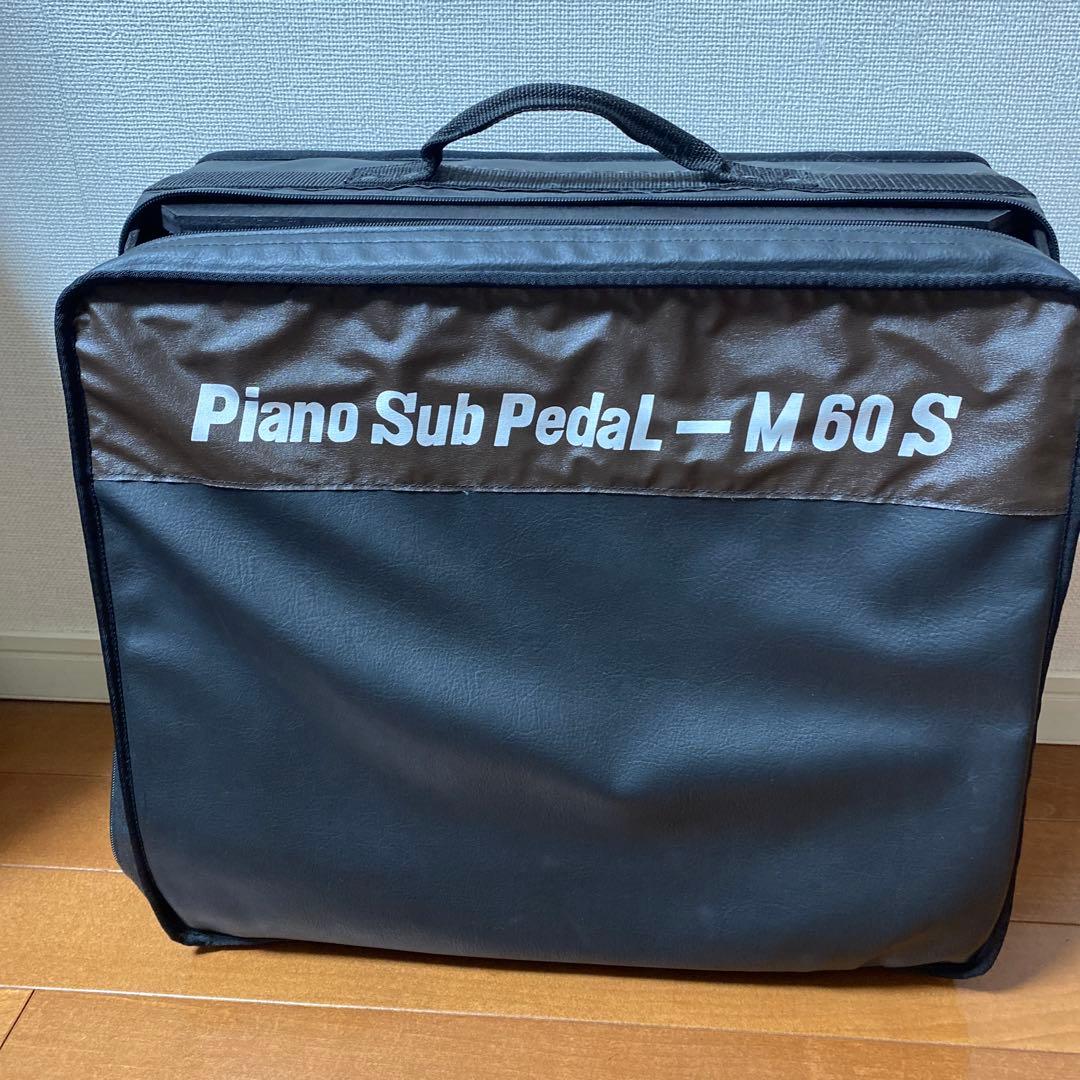 Piano Sub PedaL — M 60 S